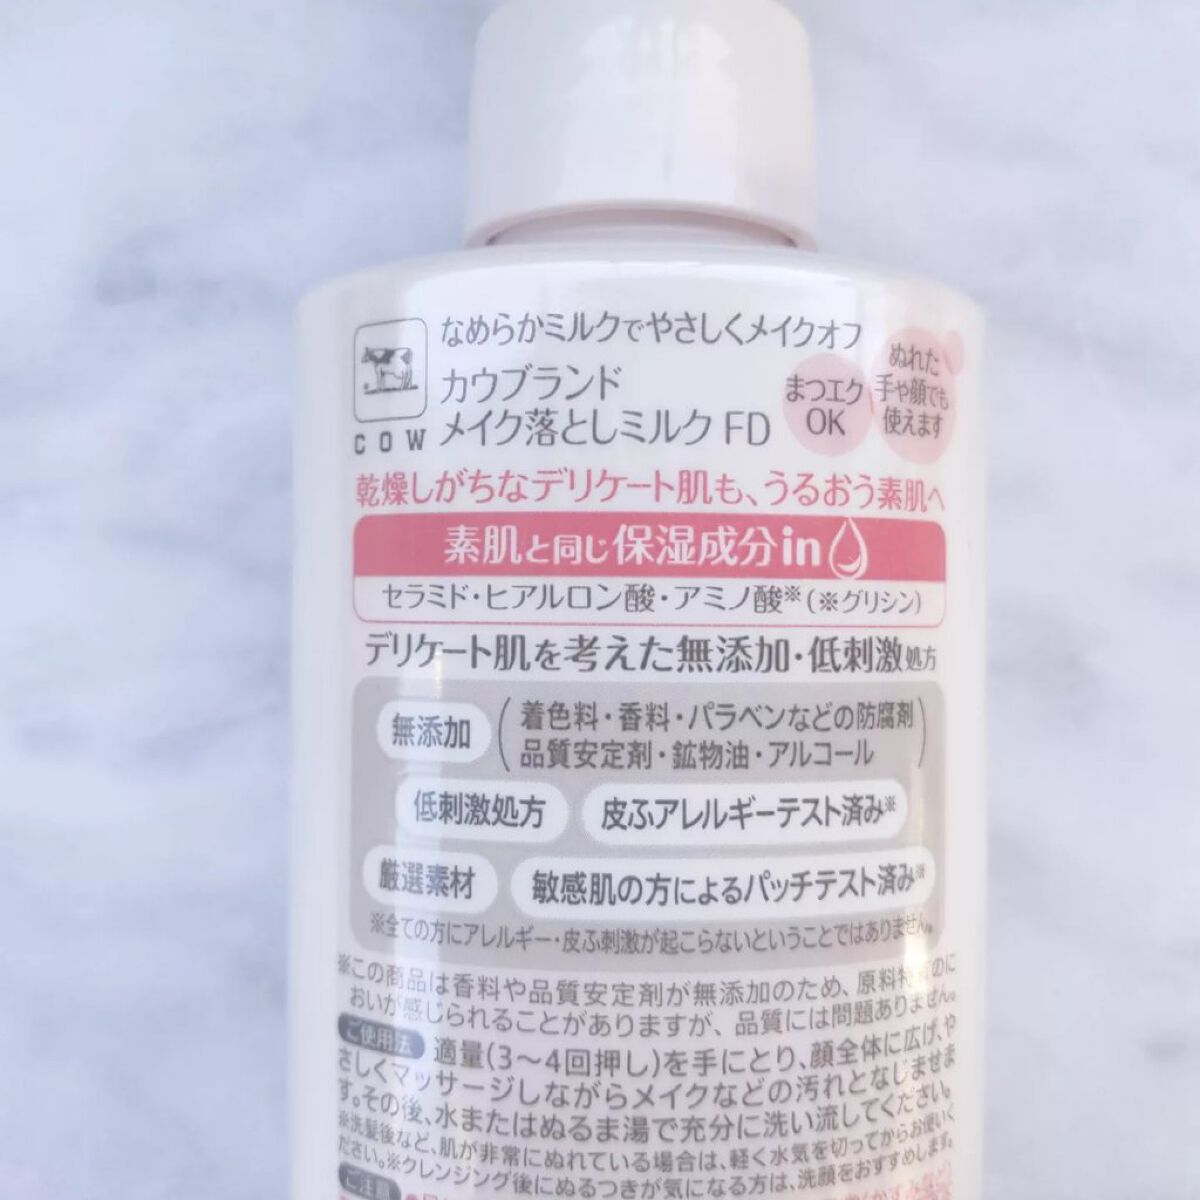 なめらかミルクでやさしくメイクオフ
カウブランド
メイク落としミルク FD
COW
まつエク
OK
ぬれた
手や顔でも
使えます
乾燥しがちなデリケート肌も、うるおう素肌へ
素肌と同じ保湿成分in
セラミド・ヒアルロン酸・アミノ酸※(※グリシン)
デリケート肌を考えた無添加・低刺激処方
無添加
着色料・香料・パラベンなどの防腐剤
品質安定剤・鉱物油・アルコール
低刺激処方
皮ふアレルギーテスト済み※
厳選素材
敏感肌の方によるパッチテスト済み※
※全ての方にアレルギー・皮ふ刺激が起こらないということではありません。
※この商品は香料や品質安定剤が無添加のため、原料特有のに
おいが感じられることがありますが、品質には問題ありません。
ご使用法 適量(3〜4回押し)を手にとり、顔全体に広げ、や
さしくマッサージしながらメイクなどの汚れとなじませま
す。その後、水またはぬるま湯で充分に洗い流してください。
※洗髪後など、肌が非常にぬれている場合は、軽く水気を切ってからお使いく
ださい。※クレンジング後にぬるつきが気になる方は、洗顔をおすすめします。
ご注意